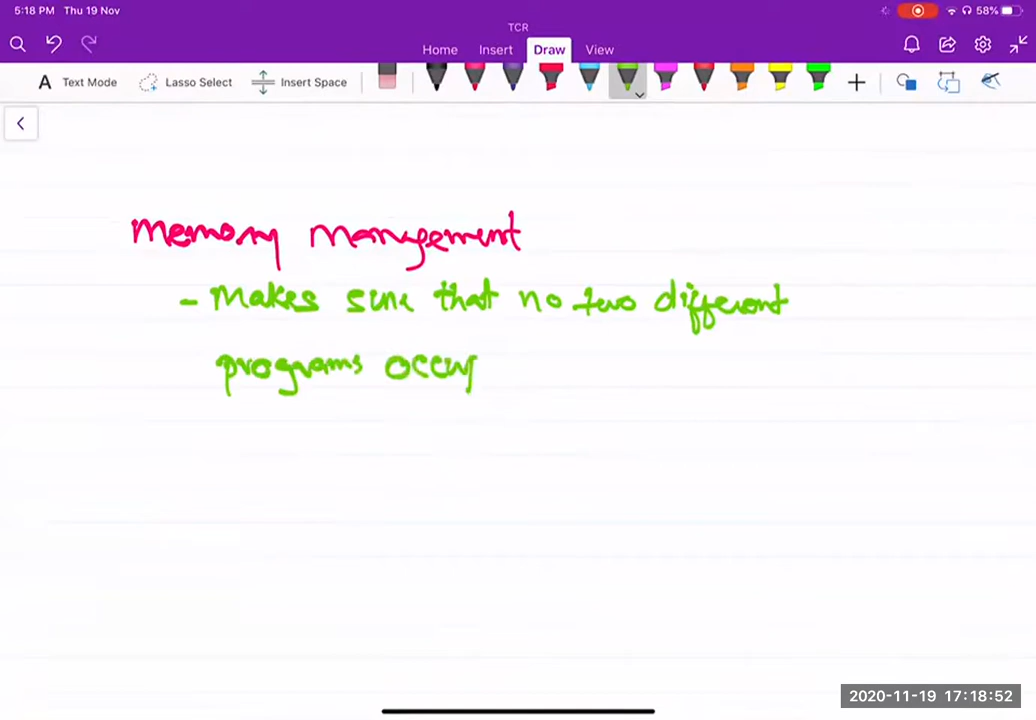 5:18 PM Thu 19 Nov 58%
TCR
Home Insert Draw View
A Text Mode Lasso Select Insert Space
Memory management
- Makes sure that no two different
programs occup
2020-11-19 17:18:52